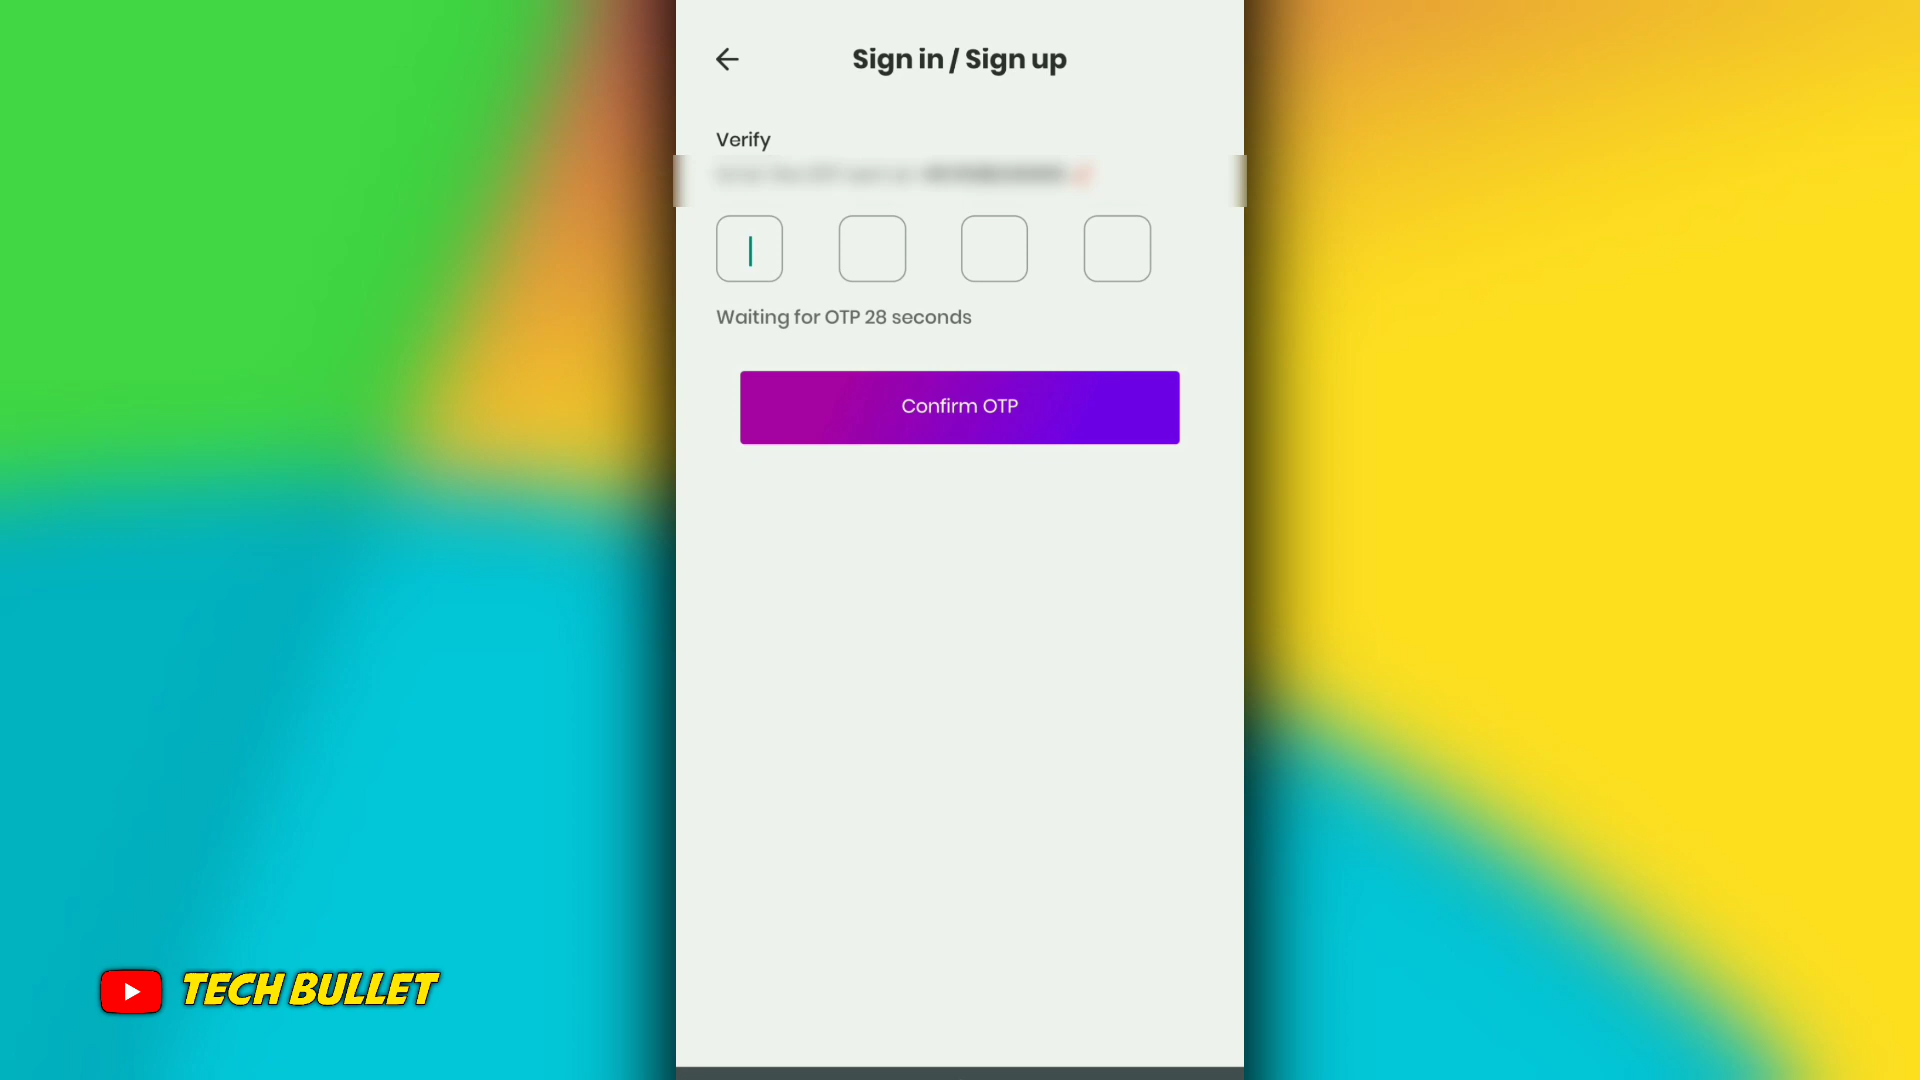 Sign in / Sign up
Verify
Waiting for OTP 28 seconds
Confirm OTP
TECH BULLET